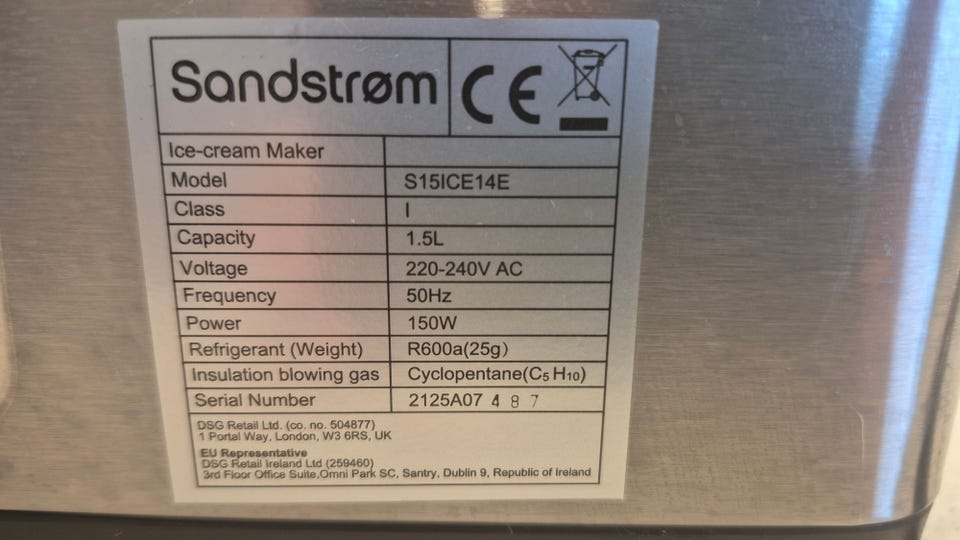 Sandstrøm CE
Ice-cream Maker
Model S15ICE14E
Class I
Capacity 1.5L
Voltage 220-240V AC
Frequency 50Hz
Power 150W
Refrigerant (Weight) R600a(25g)
Insulation blowing gas Cyclopentane(C₅H₁₀)
Serial Number 2125A07 4 8 7
DSG Retail Ltd. (co. no. 504877)
1 Portal Way, London, W3 6RS, UK
EU Representative
DSG Retail Ireland Ltd (259460)
3rd Floor Office Suite,Omni Park SC, Santry, Dublin 9, Republic of Ireland